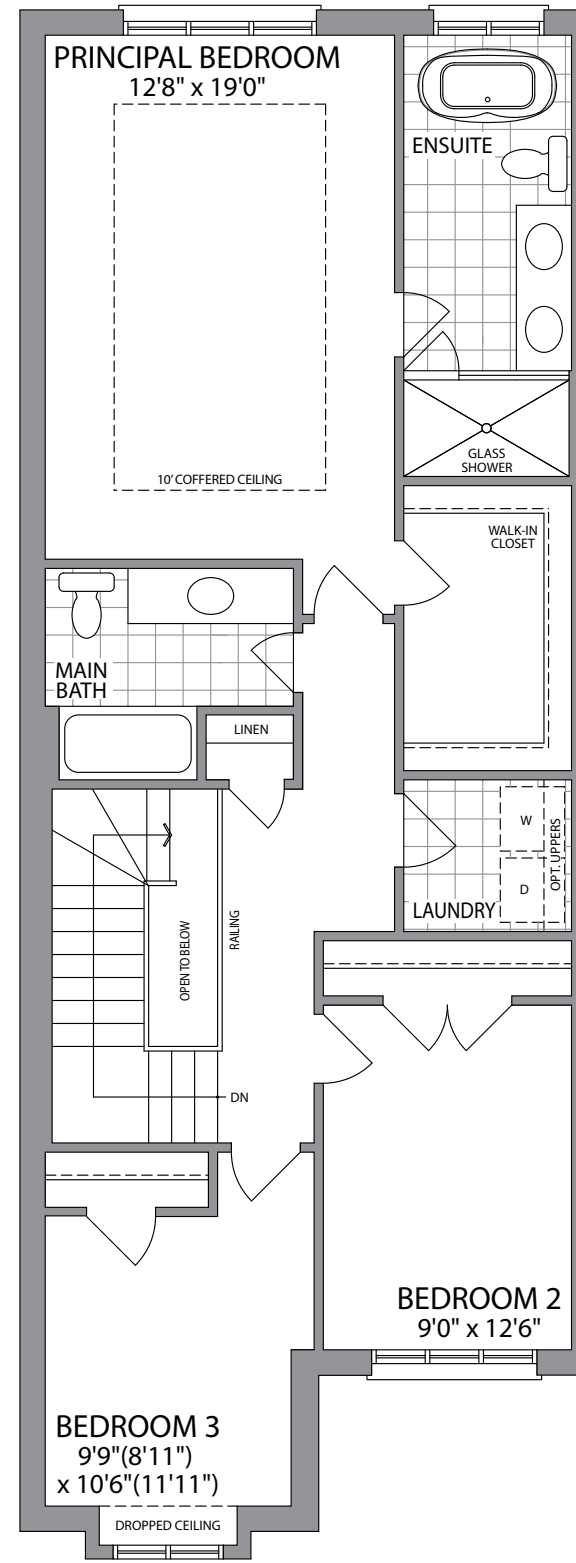 PRINCIPAL BEDROOM
12'8" x 19'0"
ENSUITE
10' COFFERED CEILING
GLASS
SHOWER
WALK-IN
CLOSET
MAIN
BATH
LINEN
W
D
OPT. UPPERS
LAUNDRY
OPEN TO BELOW
RAILING
DN
BEDROOM 2
9'0" x 12'6"
BEDROOM 3
9'9"(8'11")
x 10'6"(11'11")
DROPPED CEILING